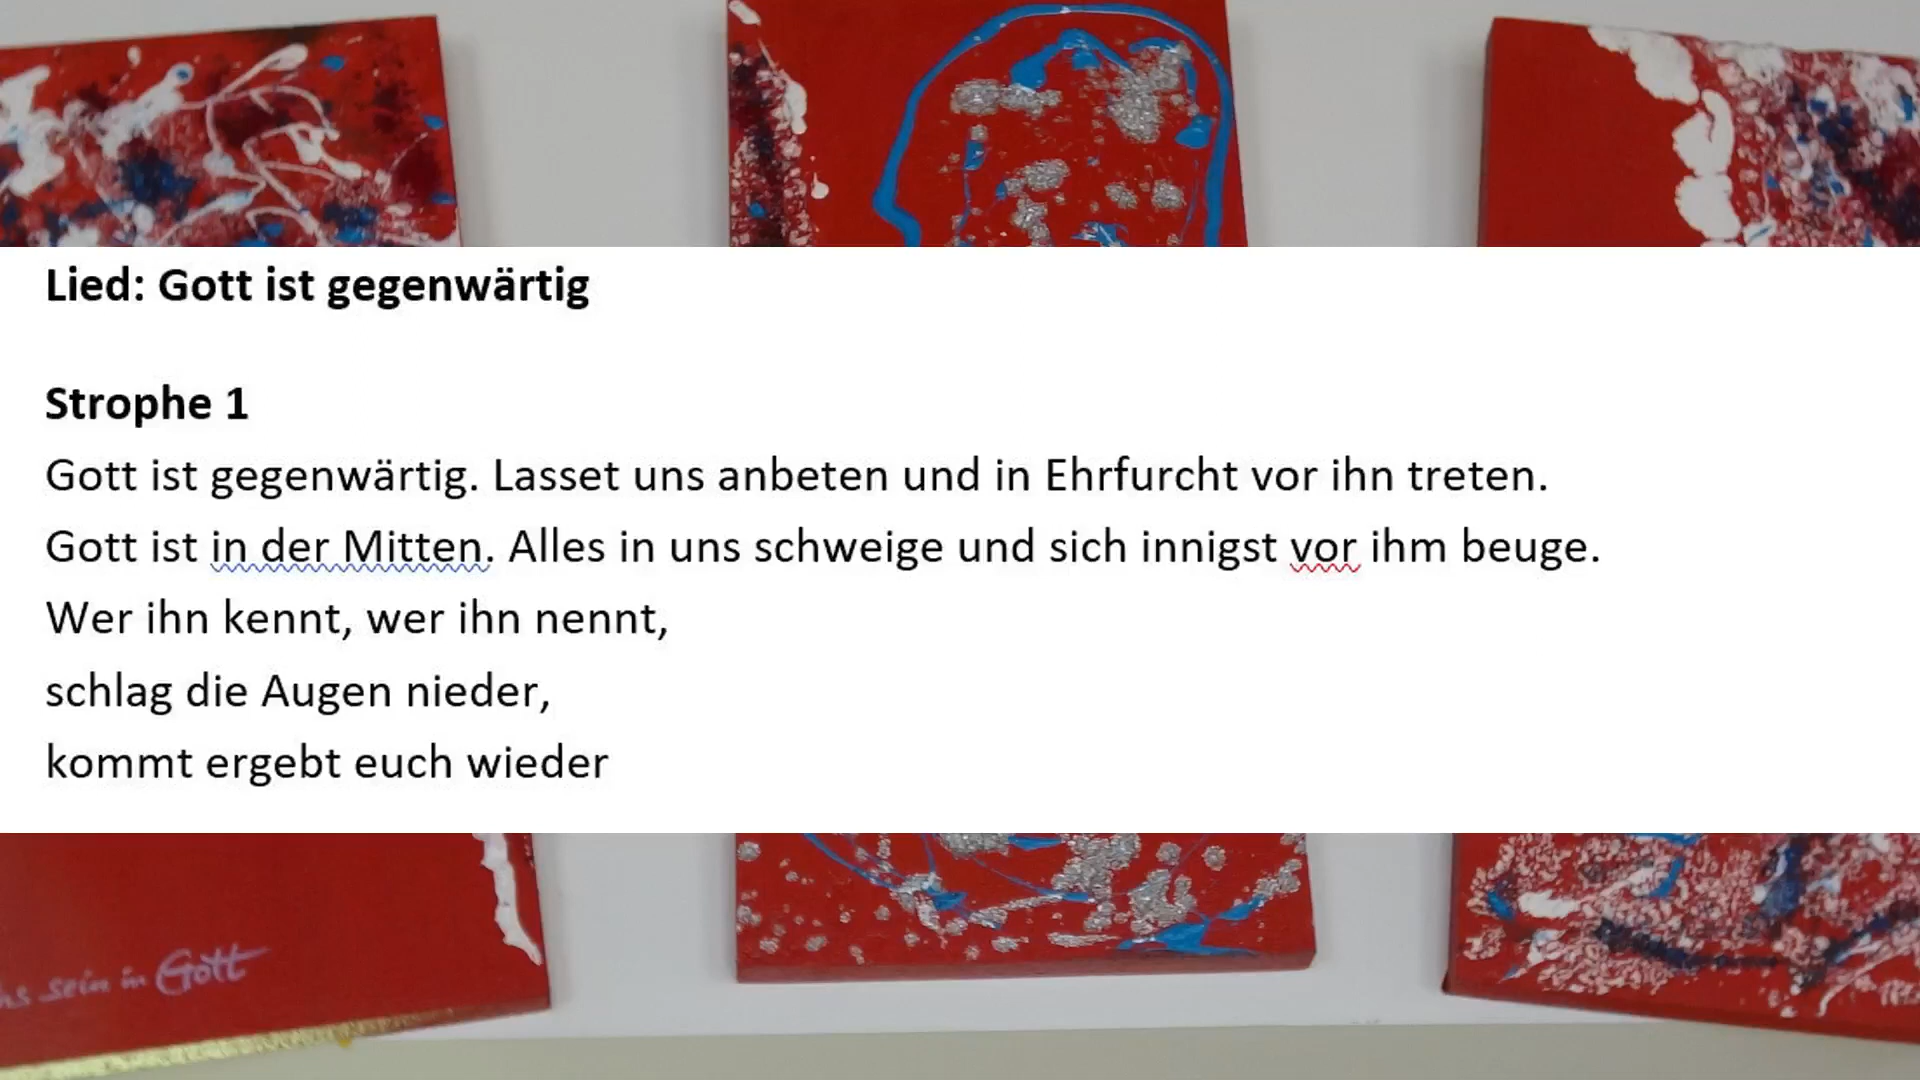 Lied: Gott ist gegenwärtig
Strophe 1
Gott ist gegenwärtig. Lasset uns anbeten und in Ehrfurcht vor ihn treten.
Gott ist in der Mitten. Alles in uns schweige und sich innigst vor ihm beuge.
Wer ihn kennt, wer ihn nennt,
schlag die Augen nieder,
kommt ergebt euch wieder
sein in Gott